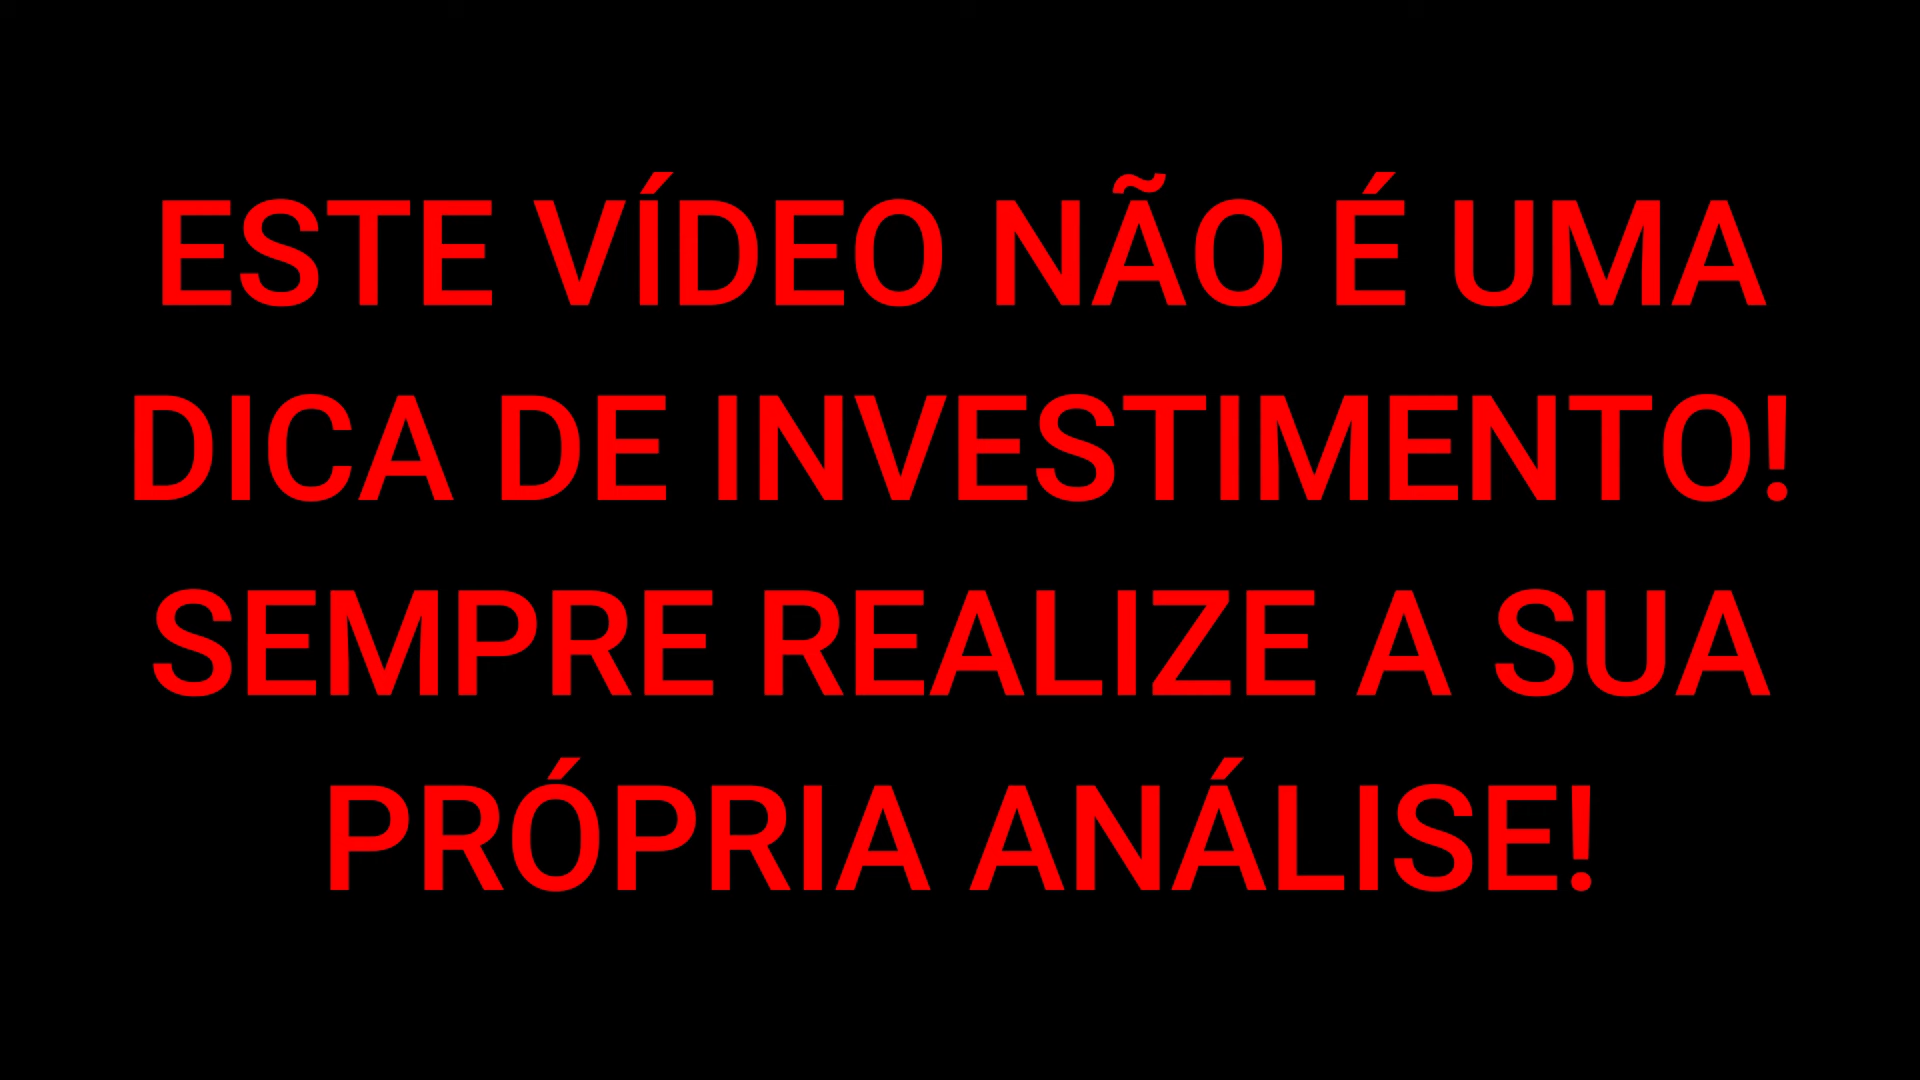 ESTE VÍDEO NÃO É UMA
DICA DE INVESTIMENTO!
SEMPRE REALIZE A SUA
PRÓPRIA ANÁLISE!